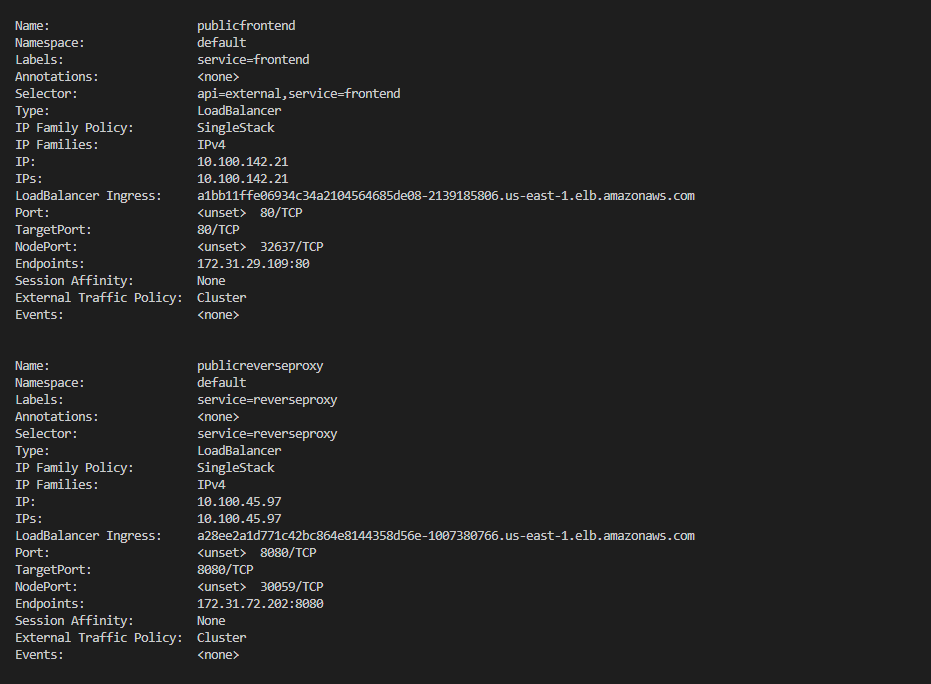 Name:                     publicfrontend
Namespace:                default
Labels:                   service=frontend
Annotations:              <none>
Selector:                 api=external,service=frontend
Type:                     LoadBalancer
IP Family Policy:         SingleStack
IP Families:              IPv4
IP:                       10.100.142.21
IPs:                      10.100.142.21
LoadBalancer Ingress:     a1bb11ffe06934c34a2104564685de08-2139185806.us-east-1.elb.amazonaws.com
Port:                     <unset>  80/TCP
TargetPort:               80/TCP
NodePort:                 <unset>  32637/TCP
Endpoints:                172.31.29.109:80
Session Affinity:         None
External Traffic Policy:  Cluster
Events:                   <none>
Name:                     publicreverseproxy
Namespace:                default
Labels:                   service=reverseproxy
Annotations:              <none>
Selector:                 service=reverseproxy
Type:                     LoadBalancer
IP Family Policy:         SingleStack
IP Families:              IPv4
IP:                       10.100.45.97
IPs:                      10.100.45.97
LoadBalancer Ingress:     a28ee2a1d771c42bc864e8144358d56e-1007380766.us-east-1.elb.amazonaws.com
Port:                     <unset>  8080/TCP
TargetPort:               8080/TCP
NodePort:                 <unset>  30059/TCP
Endpoints:                172.31.72.202:8080
Session Affinity:         None
External Traffic Policy:  Cluster
Events:                   <none>